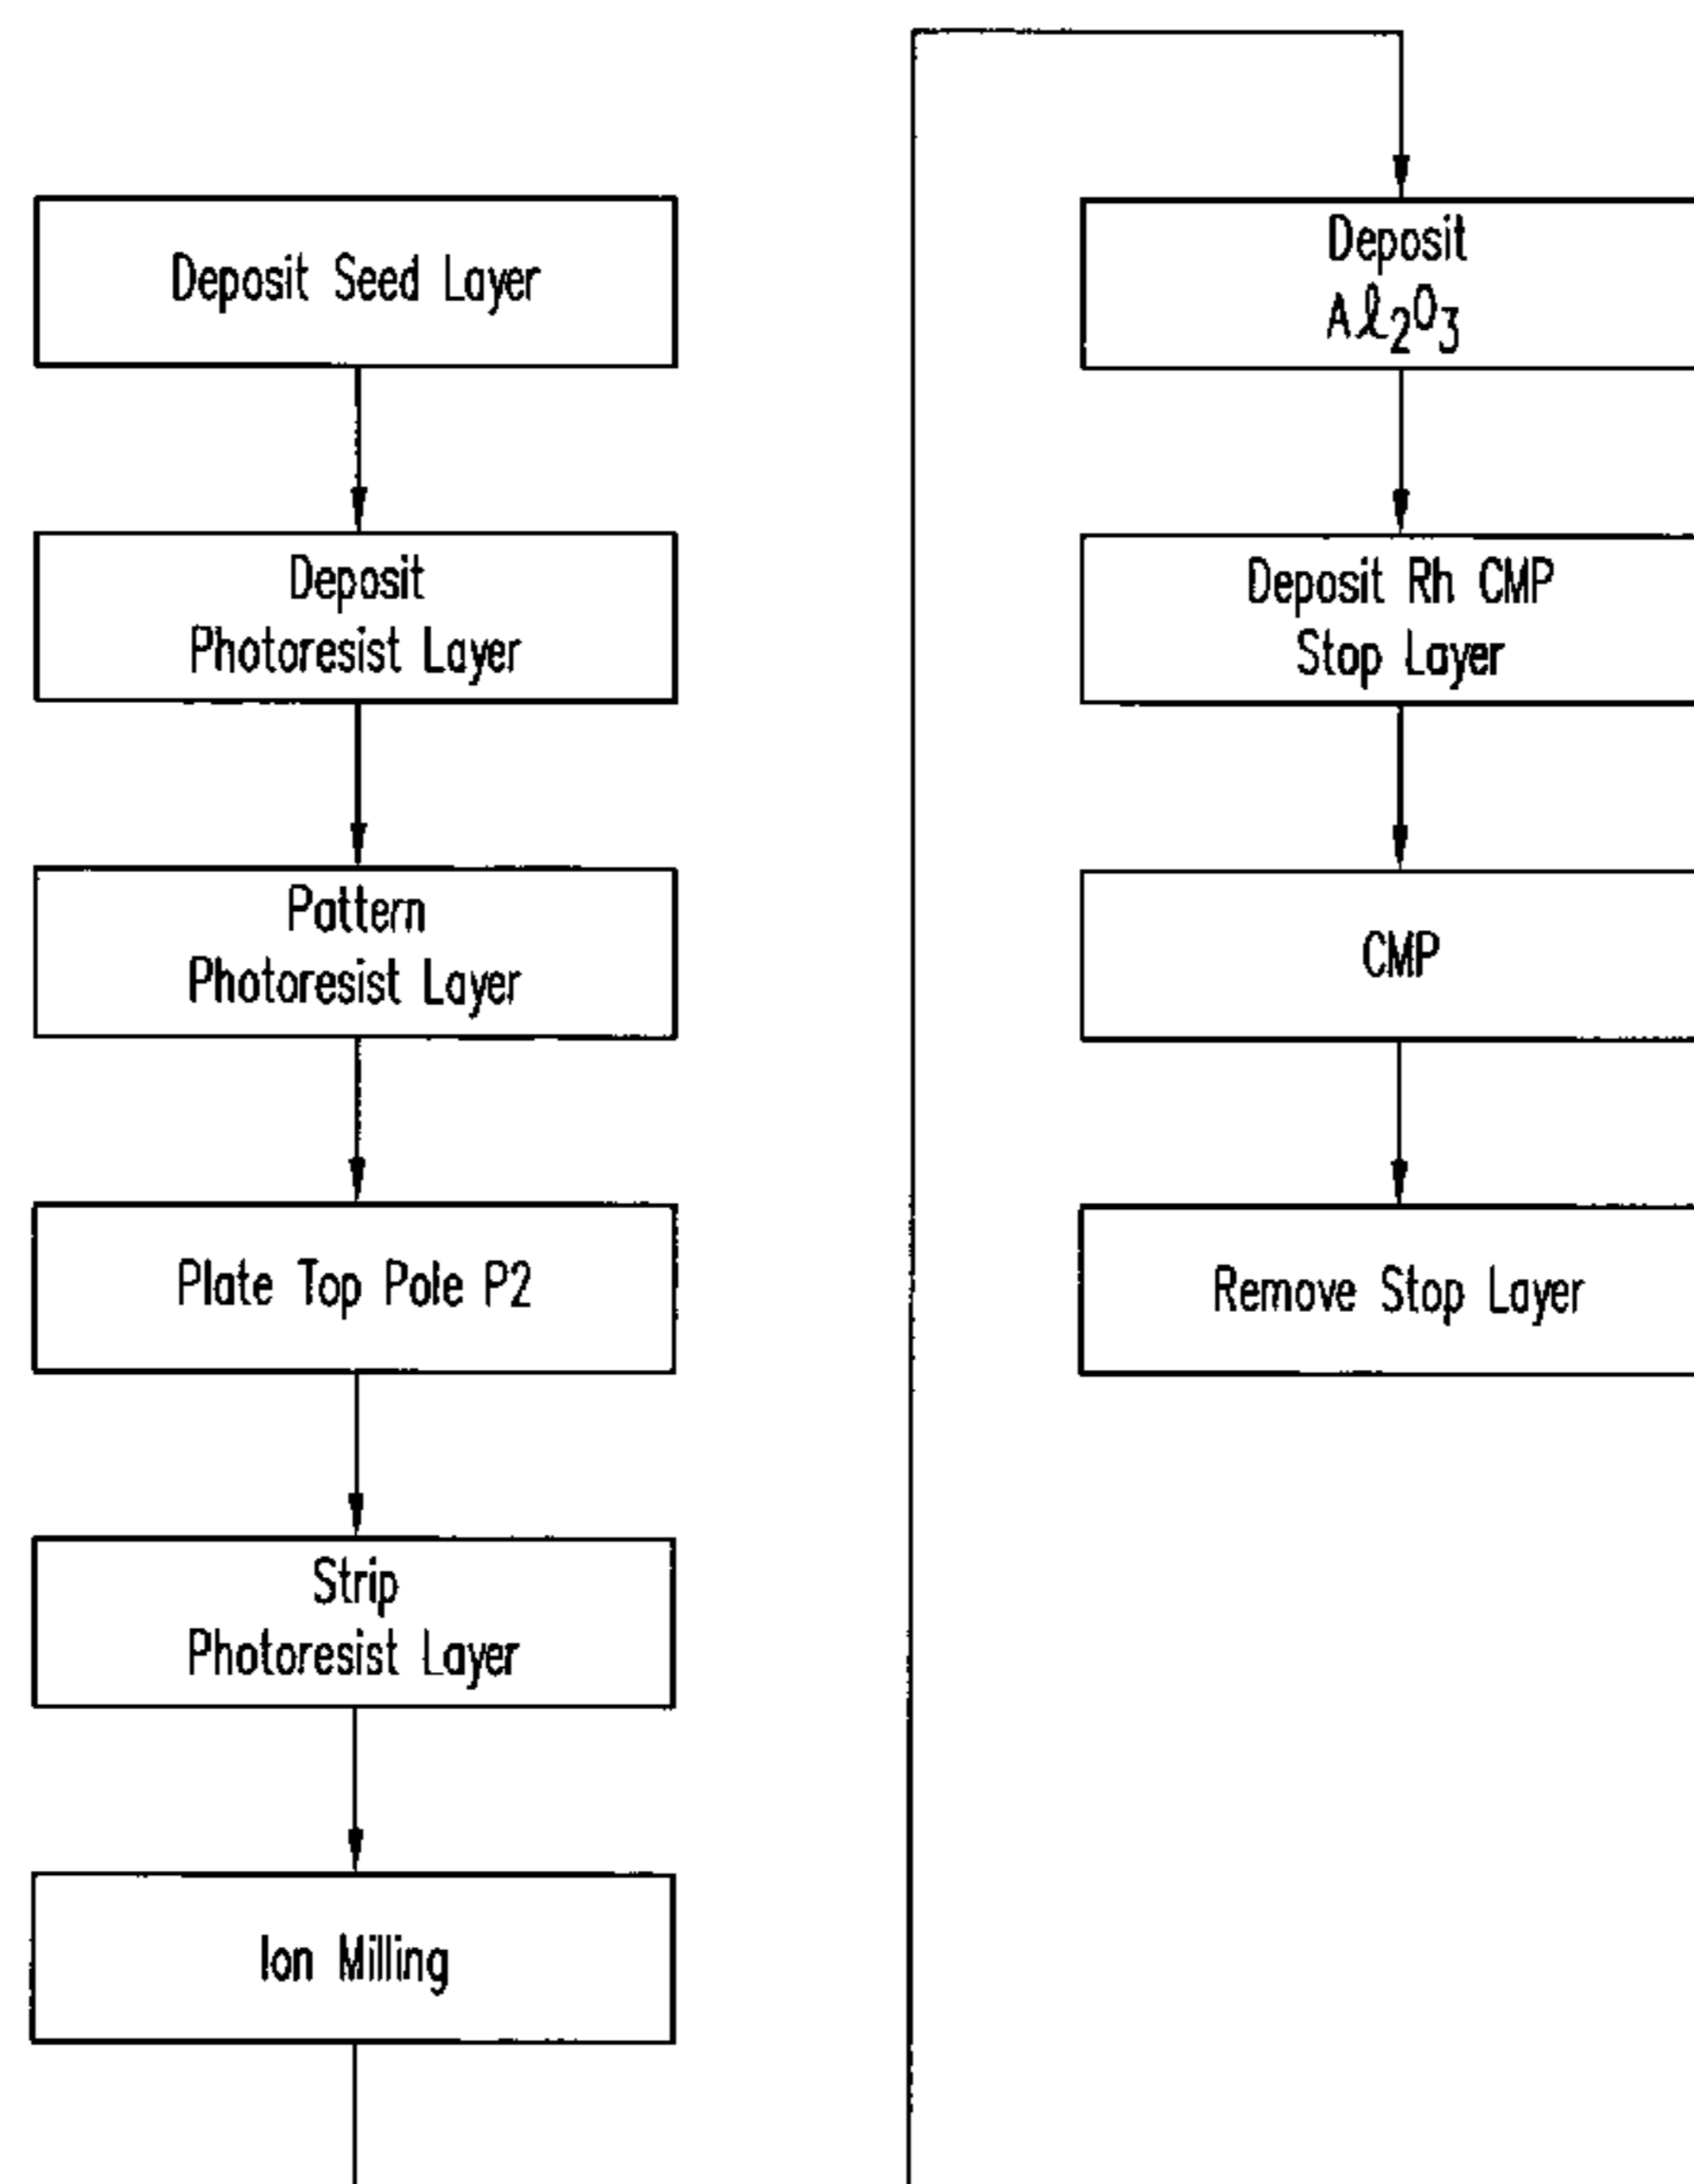 Deposit Seed Layer
Deposit
Photoresist Layer
Pattern
Photoresist Layer
Plate Top Pole P2
Strip
Photoresist Layer
Ion Milling
Deposit
Aℓ₂O₃
Deposit Rh CMP
Stop Layer
CMP
Remove Stop Layer